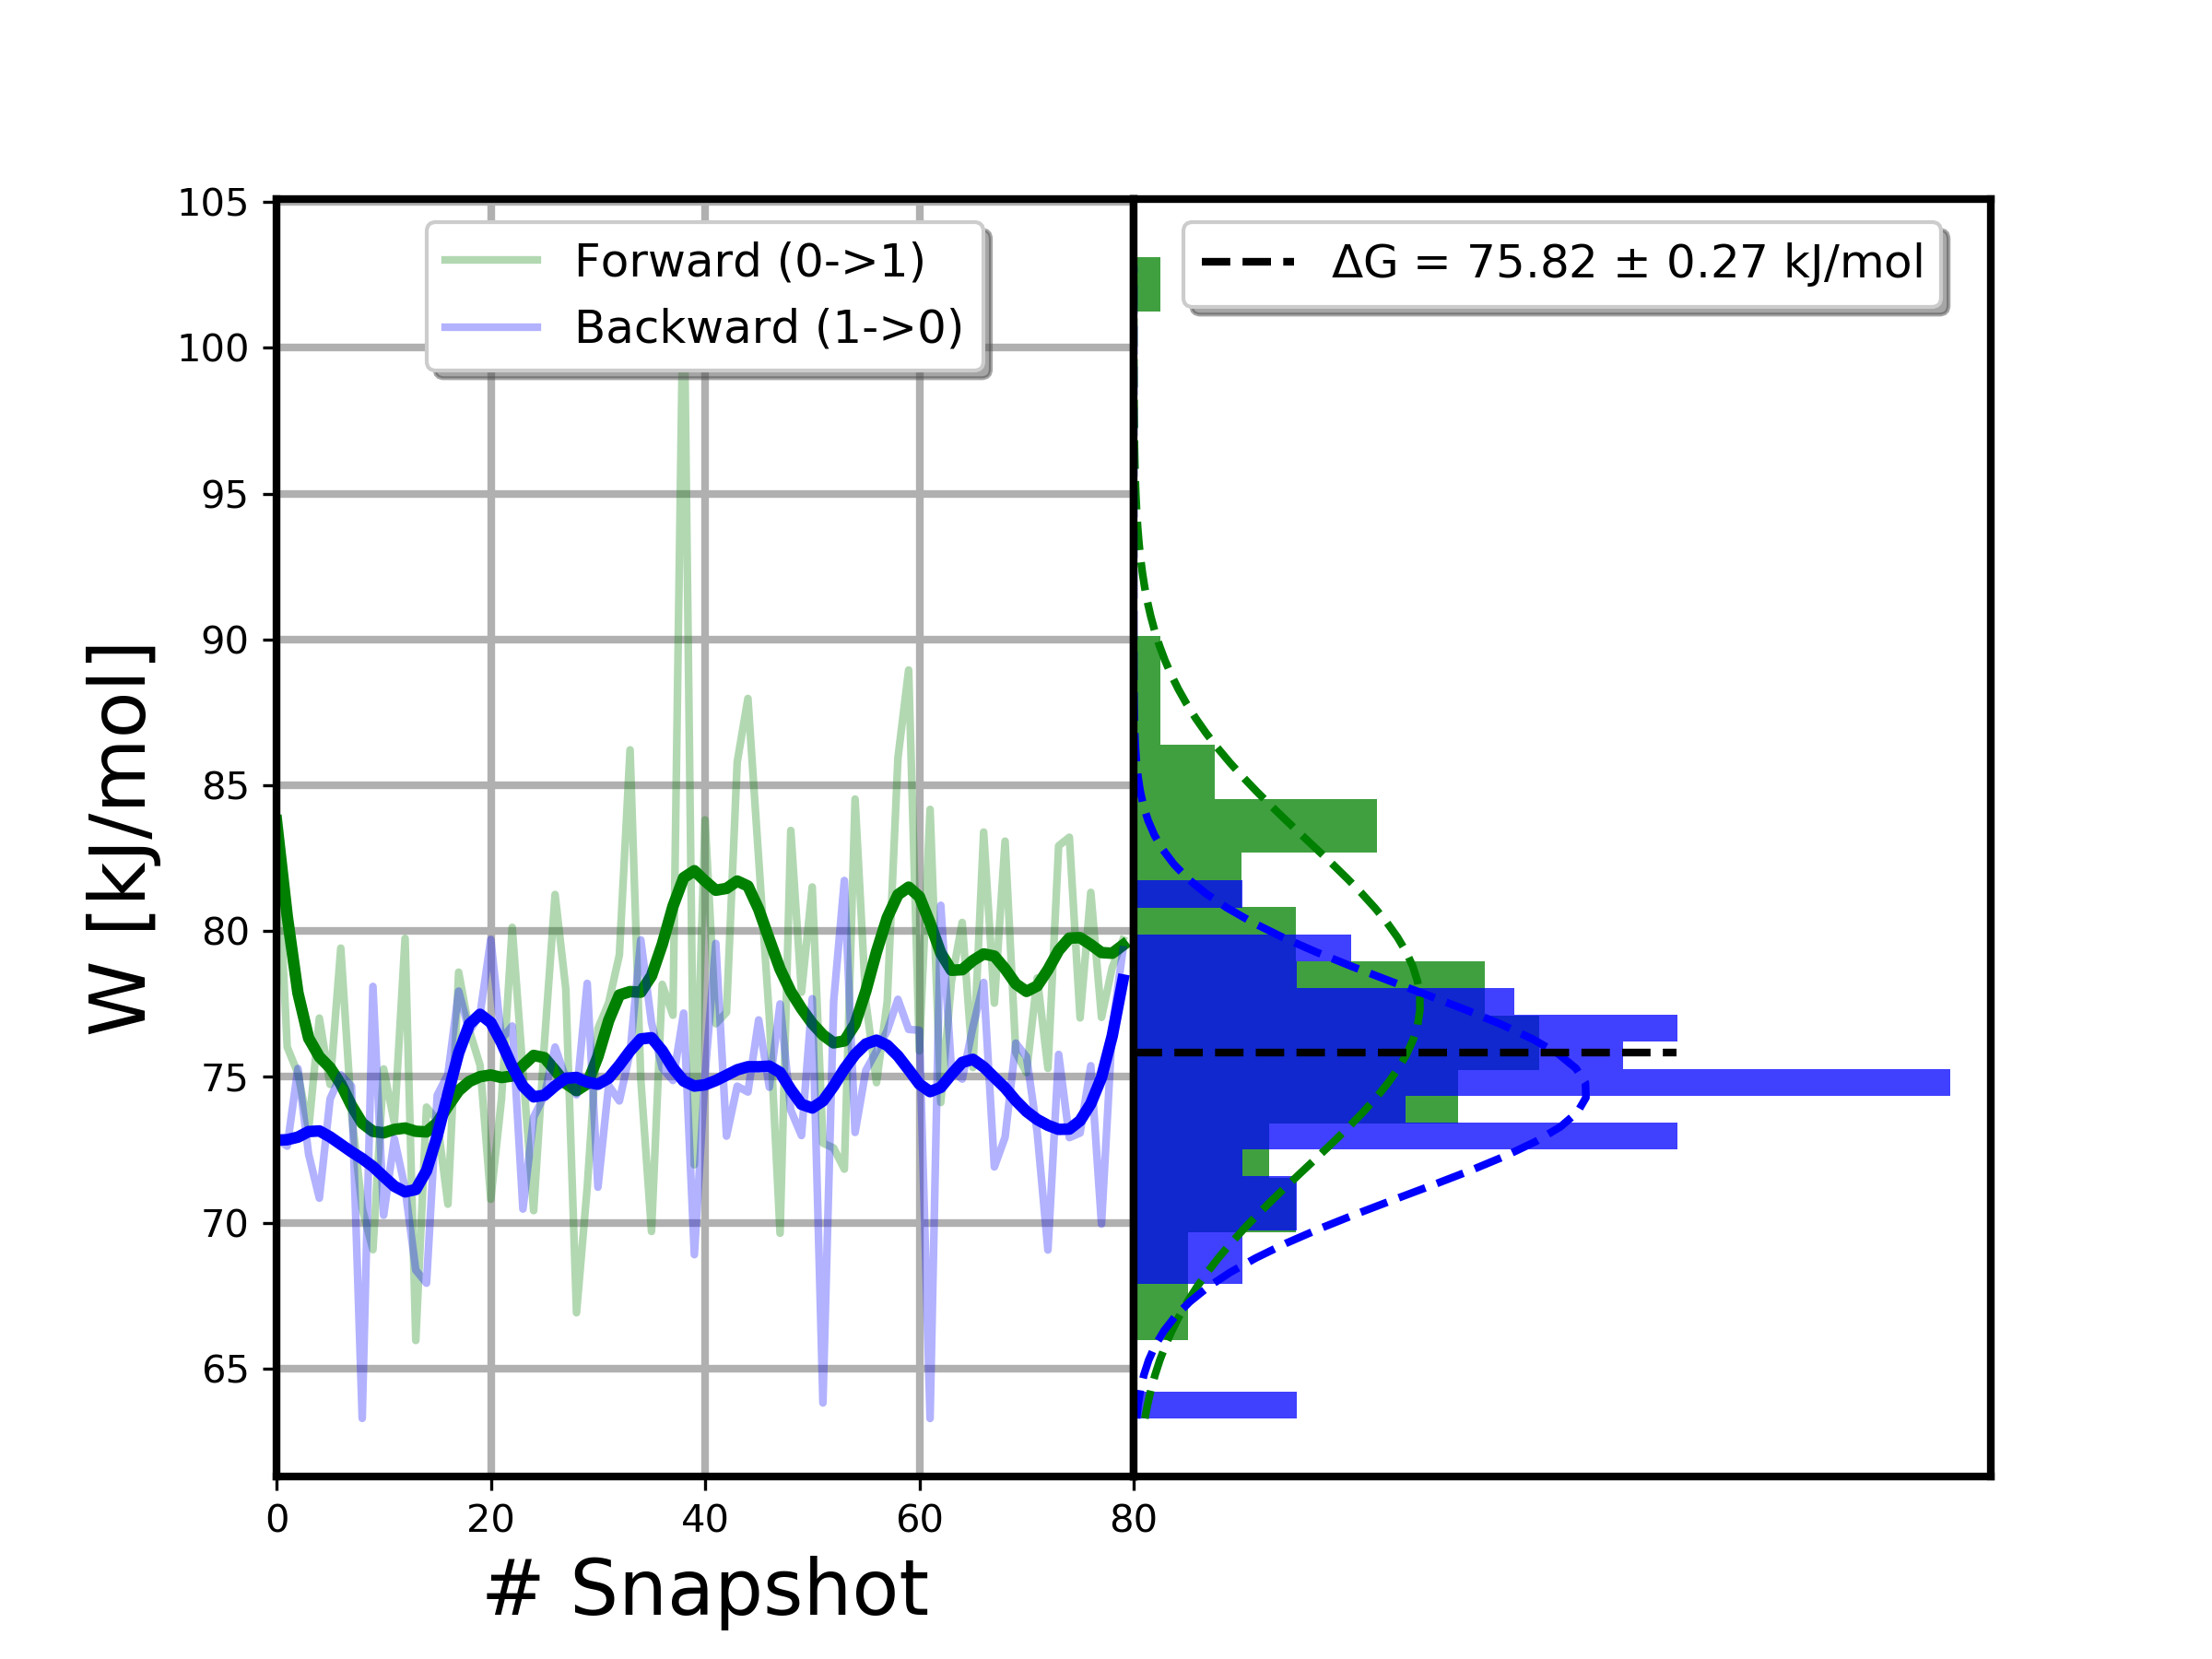 105
100
95
90
85
80
75
70
65
W [kJ/mol]
Forward (0->1)
Backward (1->0)
ΔG = 75.82 ± 0.27 kJ/mol
0 20 40 60 80
# Snapshot